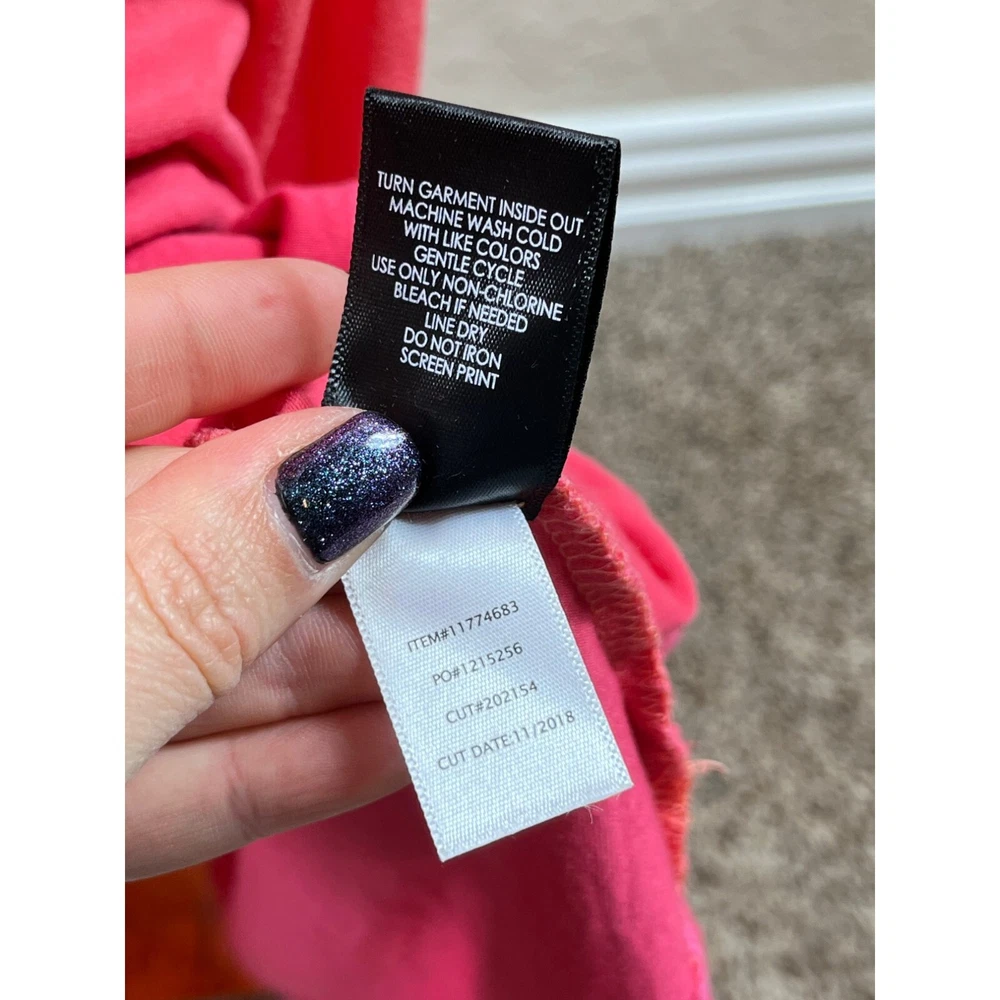 TURN GARMENT INSIDE OUT
MACHINE WASH COLD
WITH LIKE COLORS
GENTLE CYCLE
USE ONLY NON-CHLORINE
BLEACH IF NEEDED
LINE DRY
DO NOT IRON
SCREEN PRINT
ITEM#11774683
PO#1215256
CUT#202154
CUT DATE:11/2018